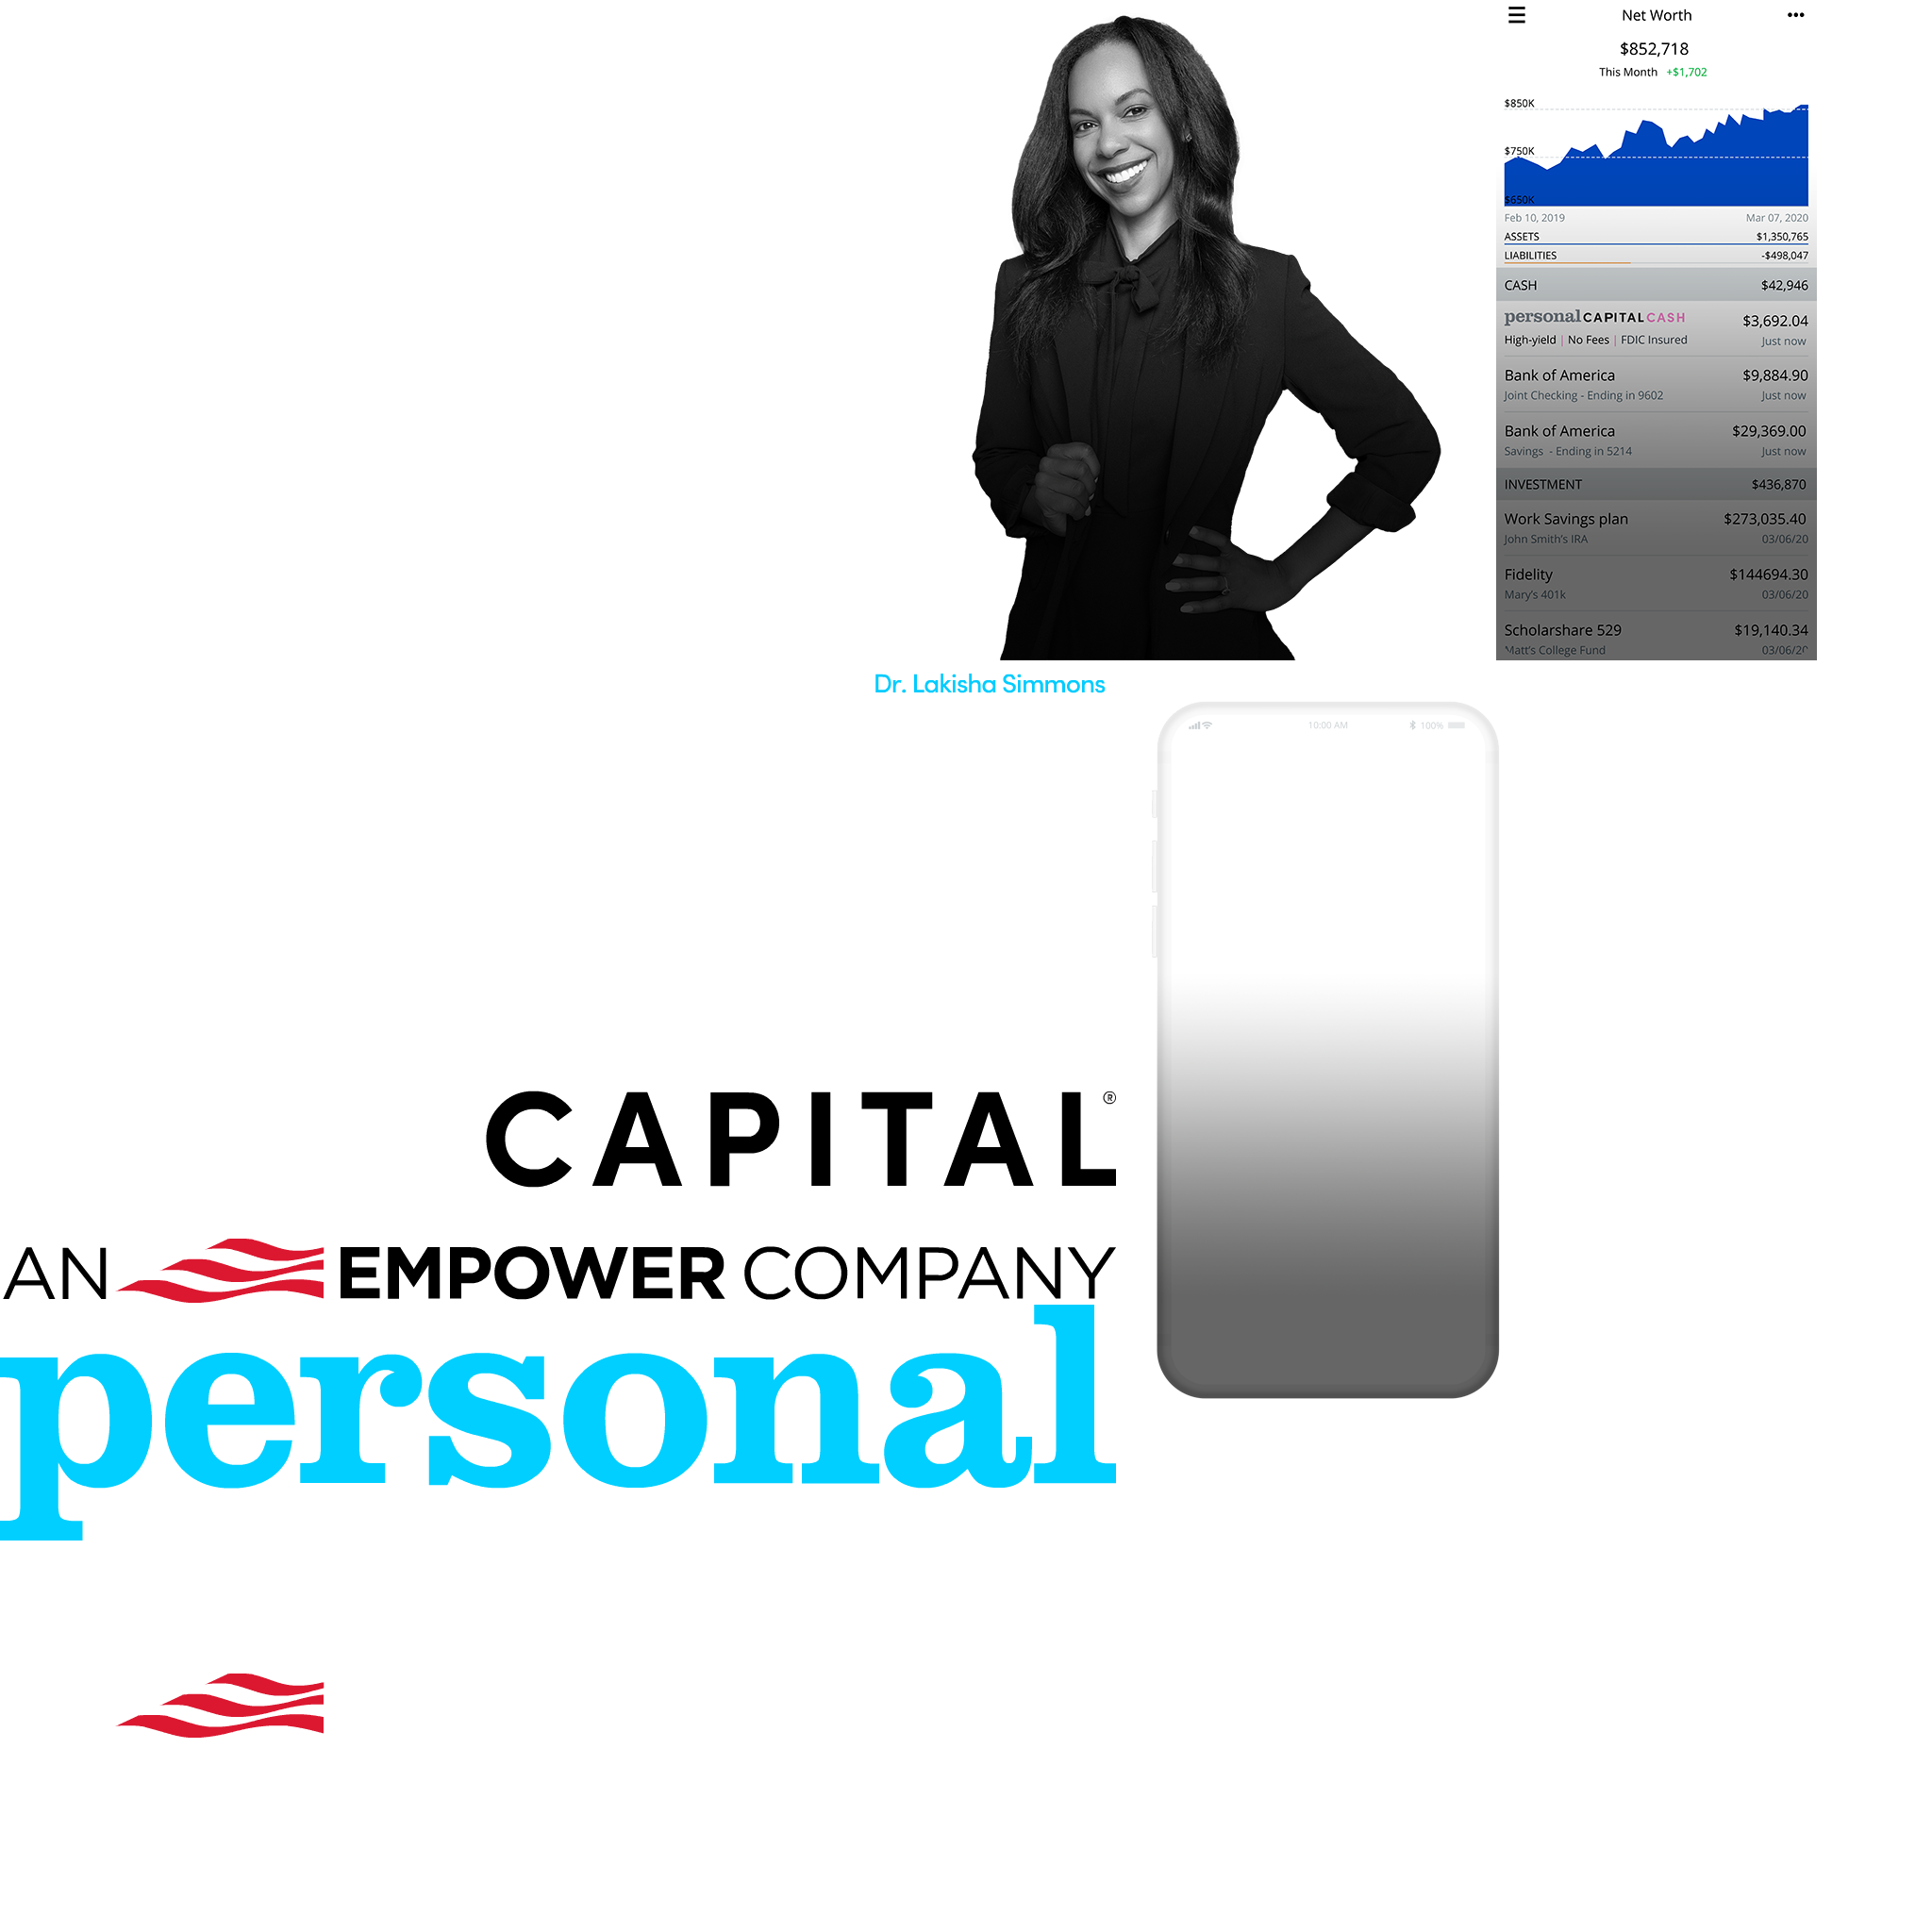 Net Worth
$852,718
This Month +$1,702
$850K
$750K
$650K
Feb 10, 2019 Mar 07, 2020
ASSETS $1,350,765
LIABILITIES -$498,047
CASH $42,946
personal CAPITAL CASH $3,692.04
High-yield | No Fees | FDIC Insured Just now
Bank of America $9,884.90
Joint Checking - Ending in 9602 Just now
Bank of America $29,369.00
Savings - Ending in 5214 Just now
INVESTMENT $436,870
Work Savings plan $273,035.40
John Smith's IRA 03/06/20
Fidelity $144694.30
Mary's 401k 03/06/20
Scholarshare 529 $19,140.34
Matt's College Fund 03/06/20
Dr. Lakisha Simmons
10:00 AM 100%
CAPITAL®
AN EMPOWER COMPANY
personal